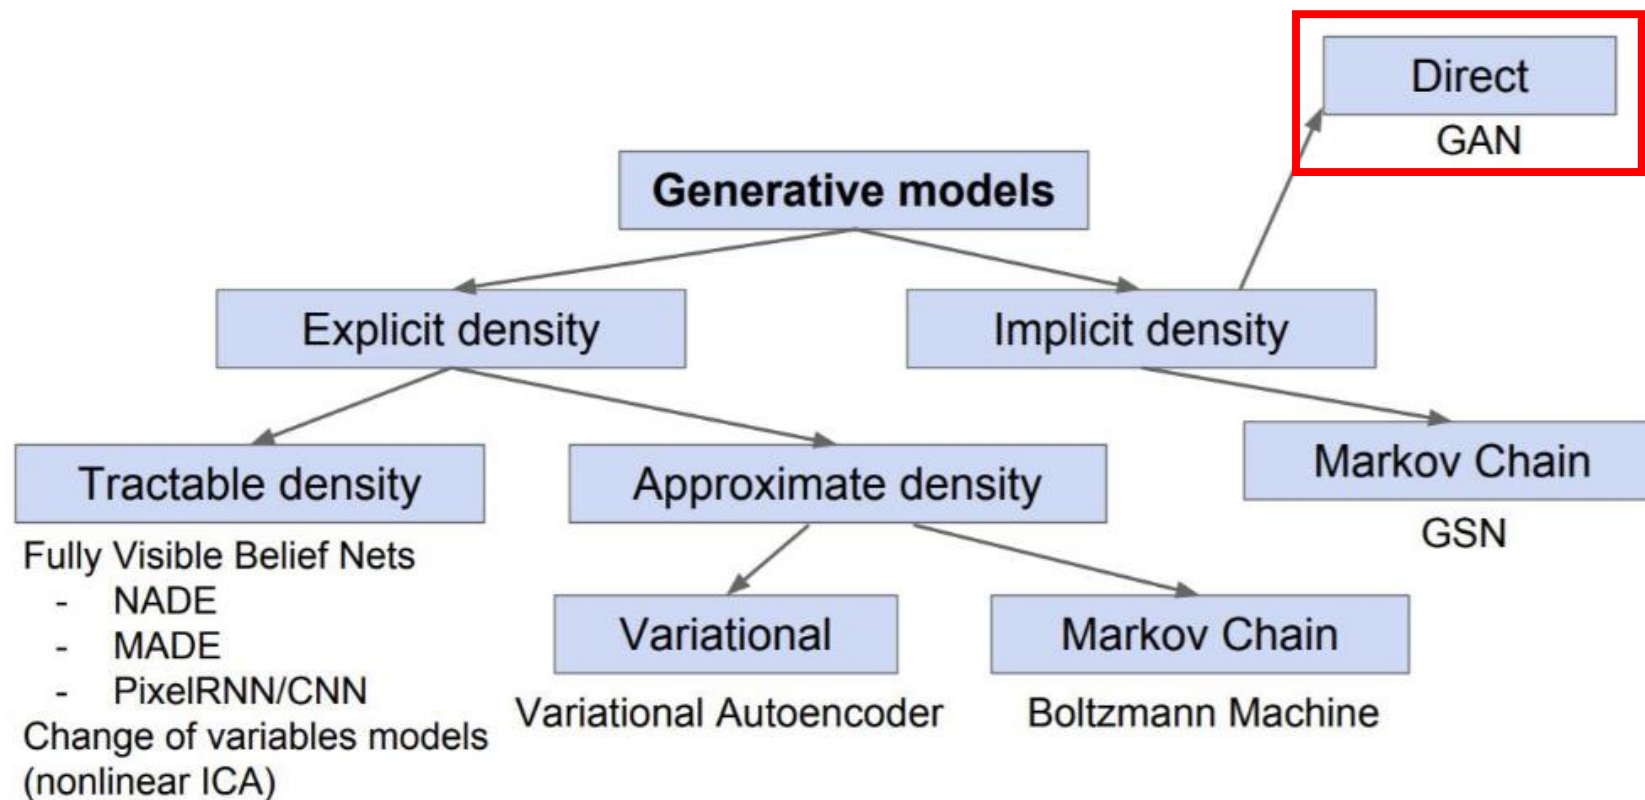 Direct
GAN
Generative models
Explicit density
Implicit density
Tractable density
Approximate density
Markov Chain
GSN
Fully Visible Belief Nets
- NADE
- MADE
- PixelRNN/CNN
Change of variables models
(nonlinear ICA)
Variational
Variational Autoencoder
Markov Chain
Boltzmann Machine